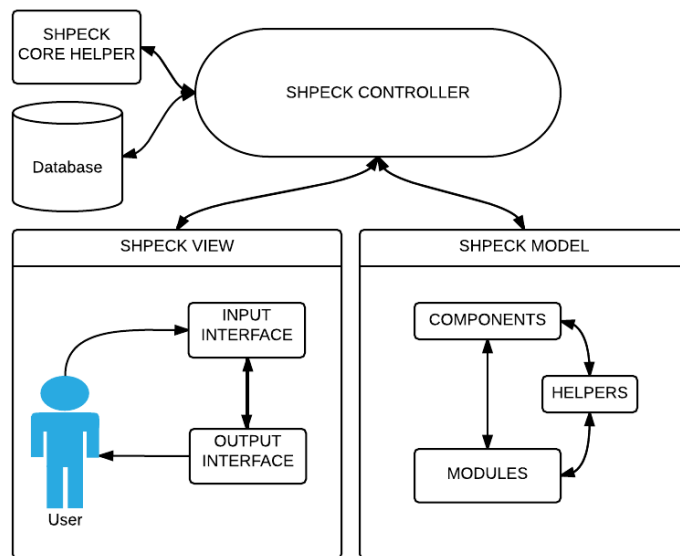 SHPECK
CORE HELPER
SHPECK CONTROLLER
Database
SHPECK VIEW
SHPECK MODEL
INPUT
INTERFACE
COMPONENTS
HELPERS
OUTPUT
INTERFACE
MODULES
User